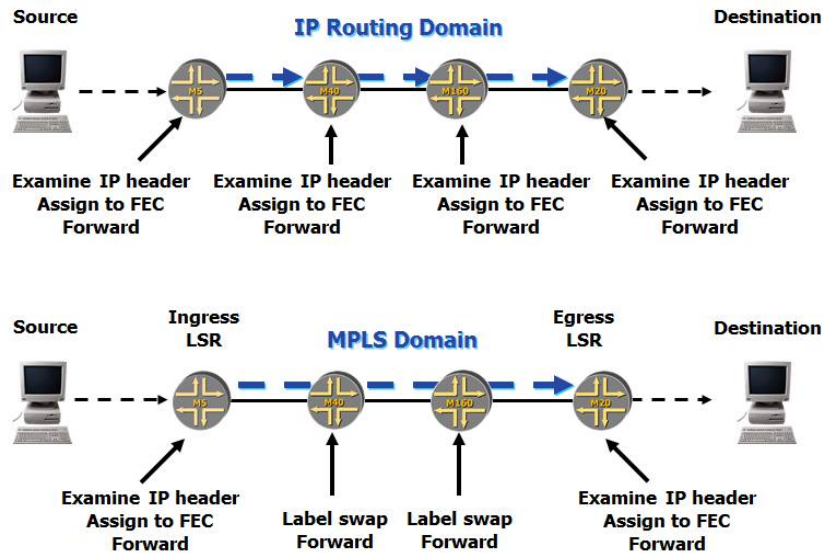 Source
IP Routing Domain
Destination
M5
M40
M160
M20
Examine IP header
Assign to FEC
Forward
Examine IP header
Assign to FEC
Forward
Examine IP header
Assign to FEC
Forward
Examine IP header
Assign to FEC
Forward
Source
Ingress
LSR
MPLS Domain
Egress
LSR
Destination
M5
M40
M160
M20
Examine IP header
Assign to FEC
Forward
Label swap
Forward
Label swap
Forward
Examine IP header
Assign to FEC
Forward